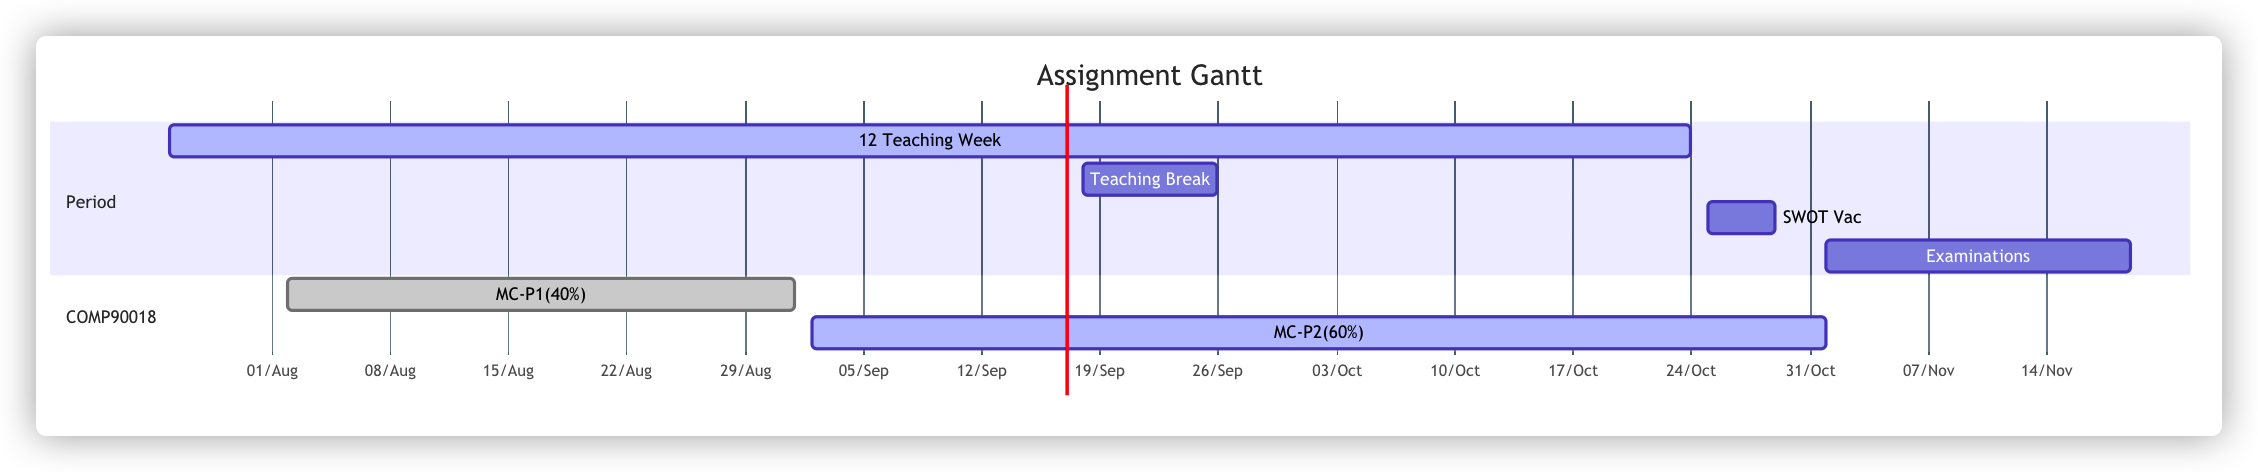 Assignment Gantt
12 Teaching Week
Teaching Break
Period
SWOT Vac
Examinations
MC-P1(40%)
COMP90018
MC-P2(60%)
01/Aug 08/Aug 15/Aug 22/Aug 29/Aug 05/Sep 12/Sep 19/Sep 26/Sep 03/Oct 10/Oct 17/Oct 24/Oct 31/Oct 07/Nov 14/Nov